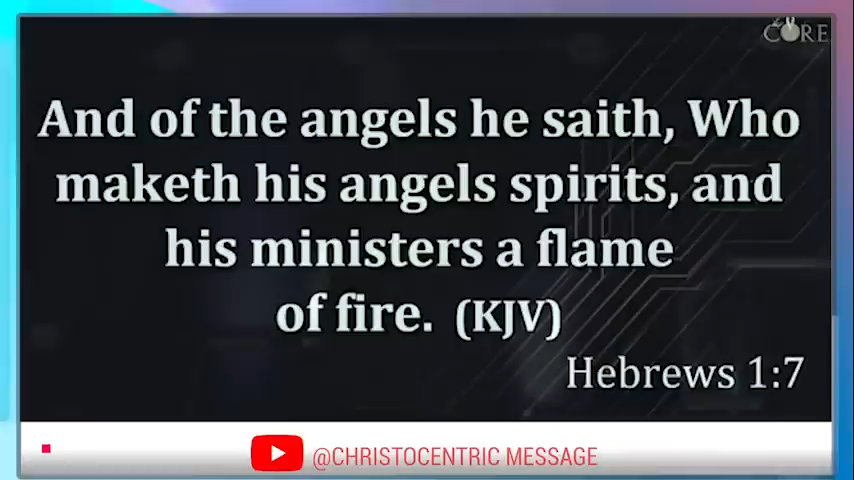 CORE
And of the angels he saith, Who
maketh his angels spirits, and
his ministers a flame
of fire. (KJV)
Hebrews 1:7
@CHRISTOCENTRIC MESSAGE